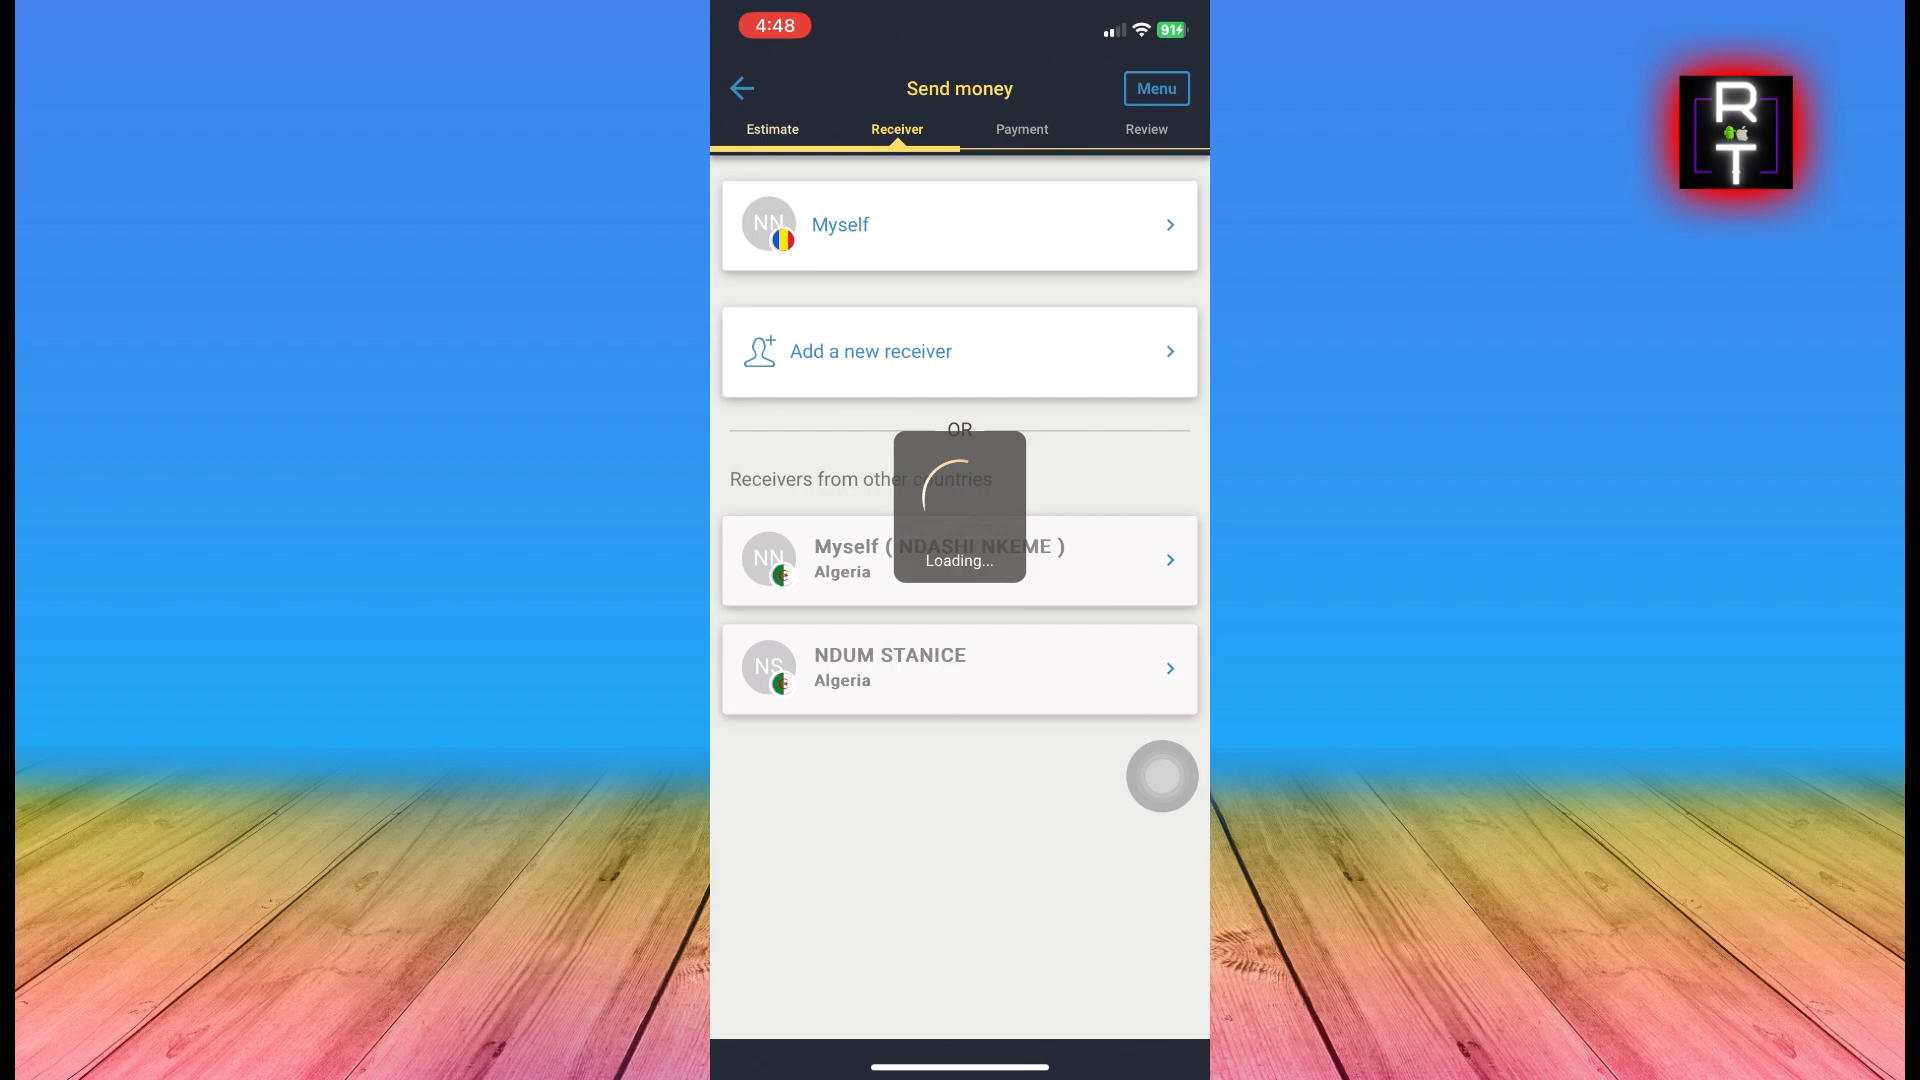 4:48
91
Send money
Menu
Estimate
Receiver
Payment
Review
R
T
NN
Myself
Add a new receiver
OR
Receivers from other countries
NN
Myself ( NDASHI NKEME )
Algeria
Loading...
NS
NDUM STANICE
Algeria